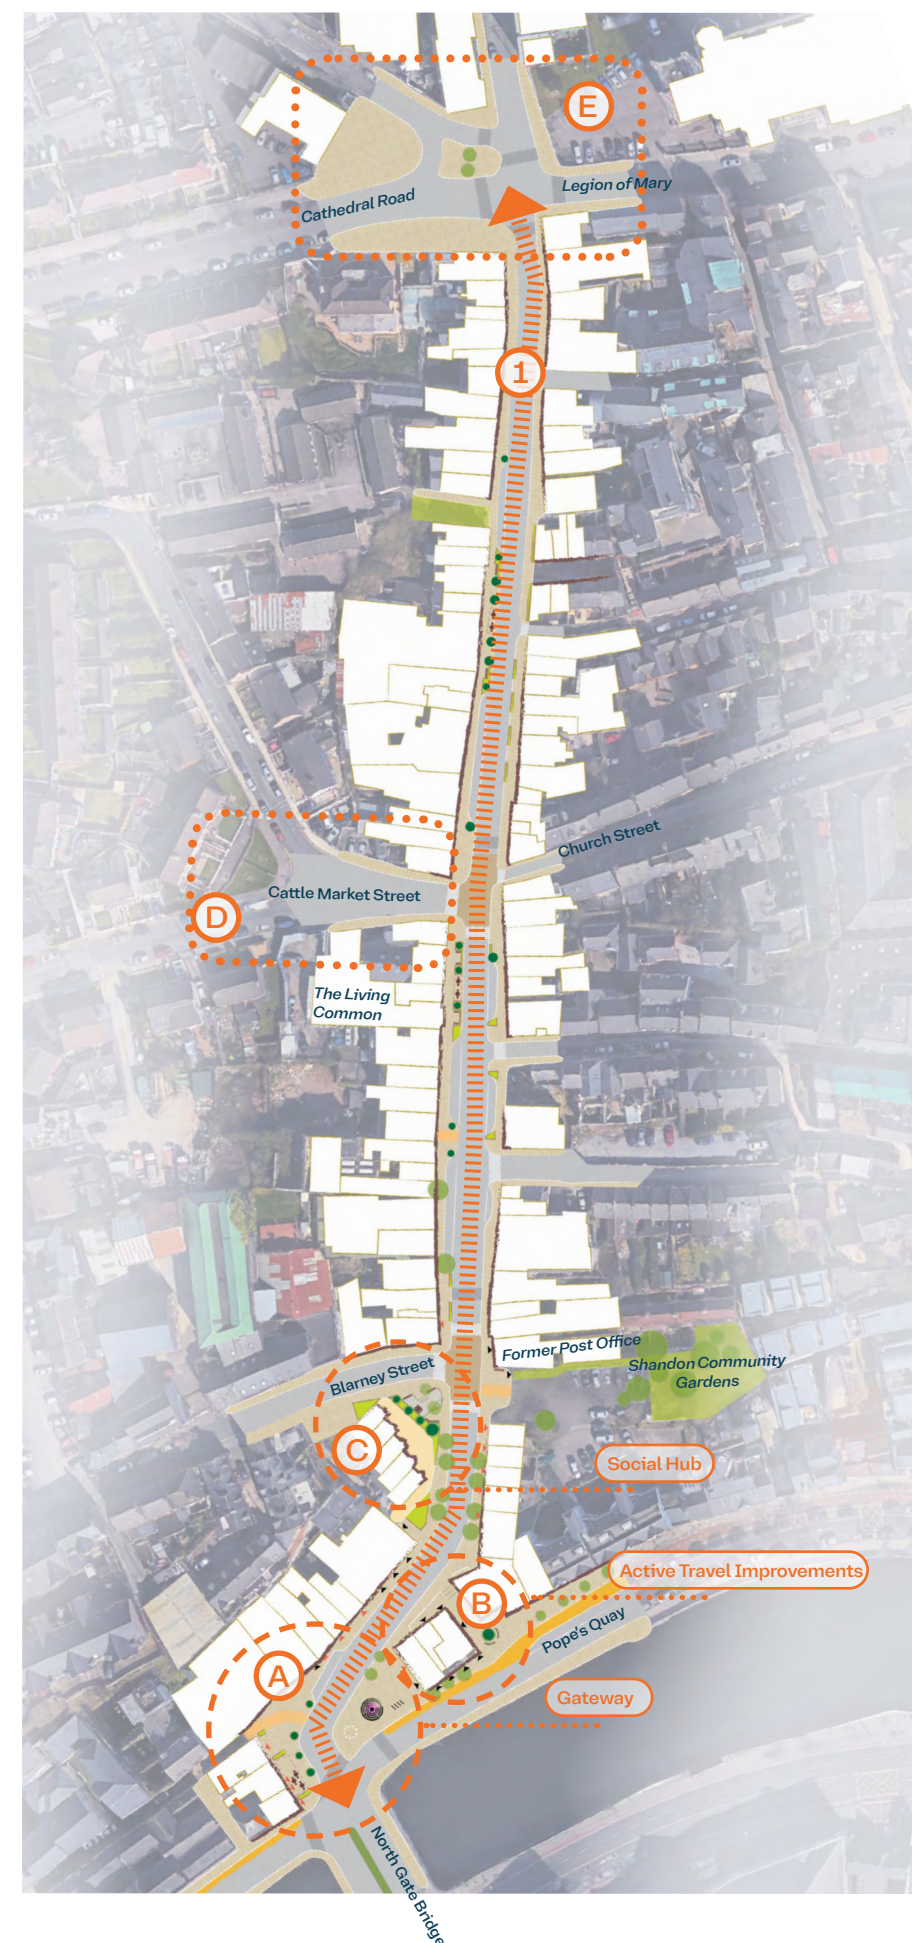 E
Legion of Mary
Cathedral Road
1
Church Street
Cattle Market Street
D
The Living
Common
Former Post Office
Shandon Community
Gardens
Blarney Street
C
Social Hub
Active Travel Improvements
B
Pope's Quay
A
Gateway
North Gate Bridge